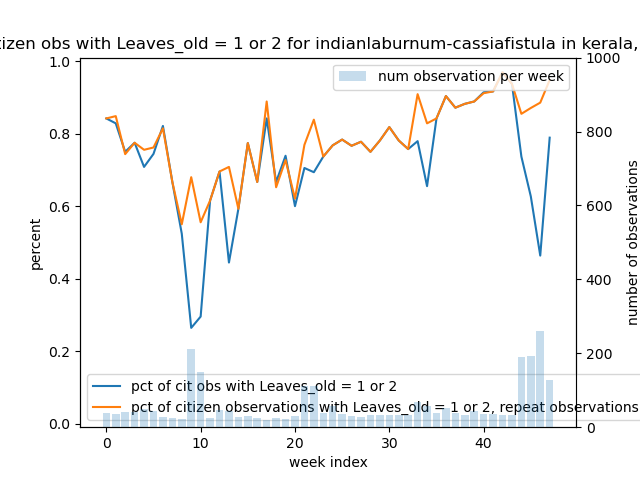 izen obs with Leaves_old = 1 or 2 for indianlaburnum-cassiafistula in kerala,
num observation per week
1.0
0.8
0.6
0.4
0.2
0.0
percent
1000
800
600
400
200
0
number of observations
pct of cit obs with Leaves_old = 1 or 2
pct of citizen observations with Leaves_old = 1 or 2, repeat observations
0 10 20 30 40
week index